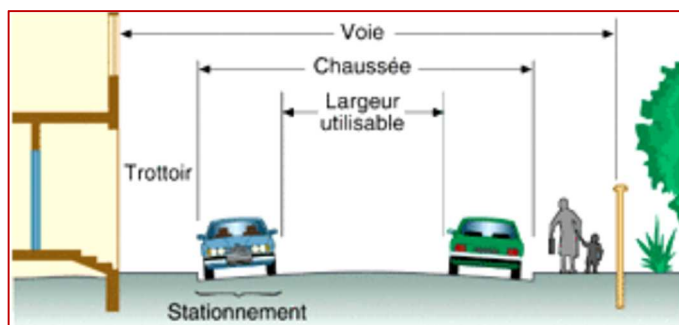 Voie
Chaussée
Largeur
utilisable
Trottoir
Stationnement